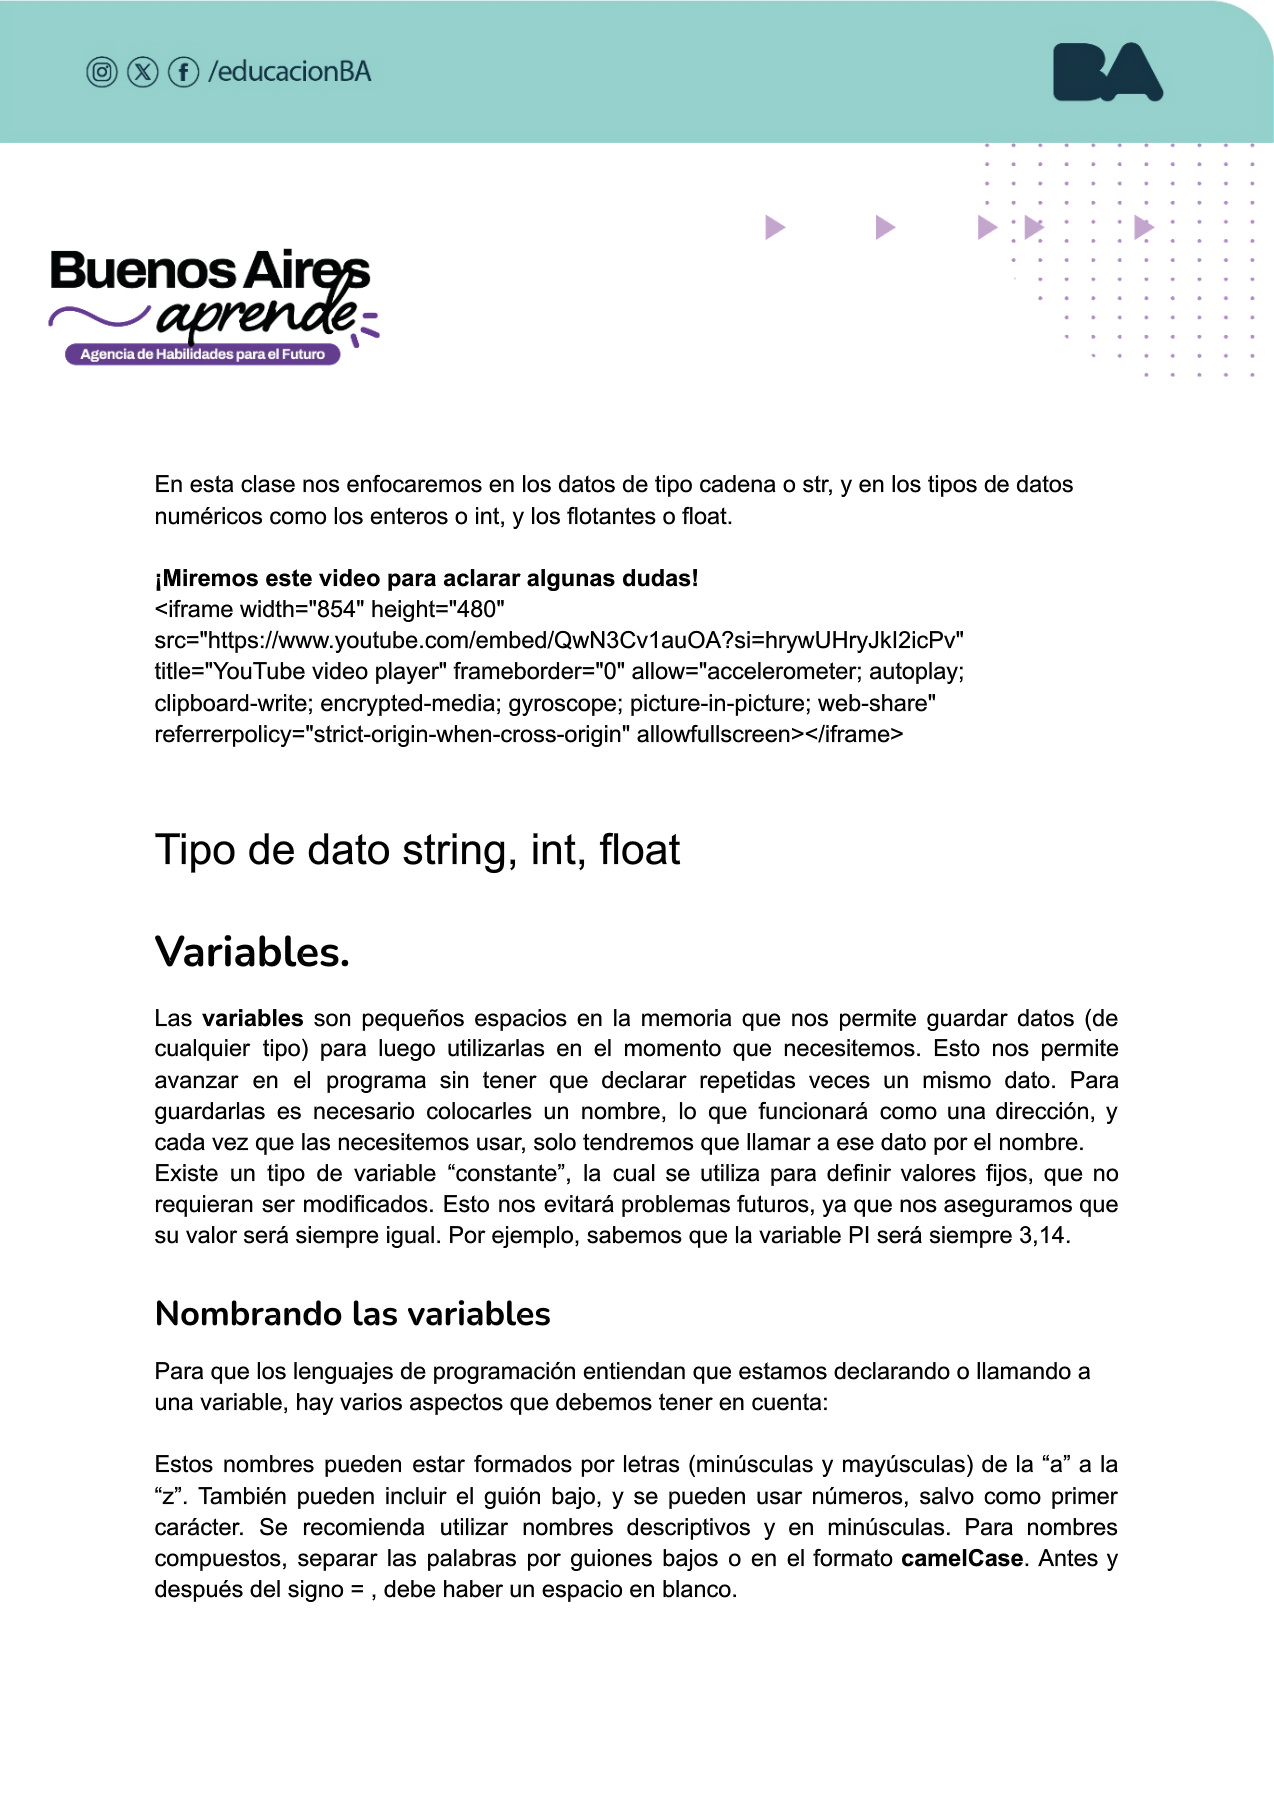 /educacionBA
BA
Buenos Aires
aprende
Agencia de Habilidades para el Futuro
En esta clase nos enfocaremos en los datos de tipo cadena o str, y en los tipos de datos
numéricos como los enteros o int, y los flotantes o float.
¡Miremos este video para aclarar algunas dudas!
<iframe width="854" height="480"
src="https://www.youtube.com/embed/QwN3Cv1auOA?si=hrywUHryJkI2icPv"
title="YouTube video player" frameborder="0" allow="accelerometer; autoplay;
clipboard-write; encrypted-media; gyroscope; picture-in-picture; web-share"
referrerpolicy="strict-origin-when-cross-origin" allowfullscreen></iframe>
Tipo de dato string, int, float
Variables.
Las variables son pequeños espacios en la memoria que nos permite guardar datos (de
cualquier tipo) para luego utilizarlas en el momento que necesitemos. Esto nos permite
avanzar en el programa sin tener que declarar repetidas veces un mismo dato. Para
guardarlas es necesario colocarles un nombre, lo que funcionará como una dirección, y
cada vez que las necesitemos usar, solo tendremos que llamar a ese dato por el nombre.
Existe un tipo de variable “constante”, la cual se utiliza para definir valores fijos, que no
requieran ser modificados. Esto nos evitará problemas futuros, ya que nos aseguramos que
su valor será siempre igual. Por ejemplo, sabemos que la variable PI será siempre 3,14.
Nombrando las variables
Para que los lenguajes de programación entiendan que estamos declarando o llamando a
una variable, hay varios aspectos que debemos tener en cuenta:
Estos nombres pueden estar formados por letras (minúsculas y mayúsculas) de la “a” a la
“z”. También pueden incluir el guión bajo, y se pueden usar números, salvo como primer
carácter. Se recomienda utilizar nombres descriptivos y en minúsculas. Para nombres
compuestos, separar las palabras por guiones bajos o en el formato camelCase. Antes y
después del signo = , debe haber un espacio en blanco.